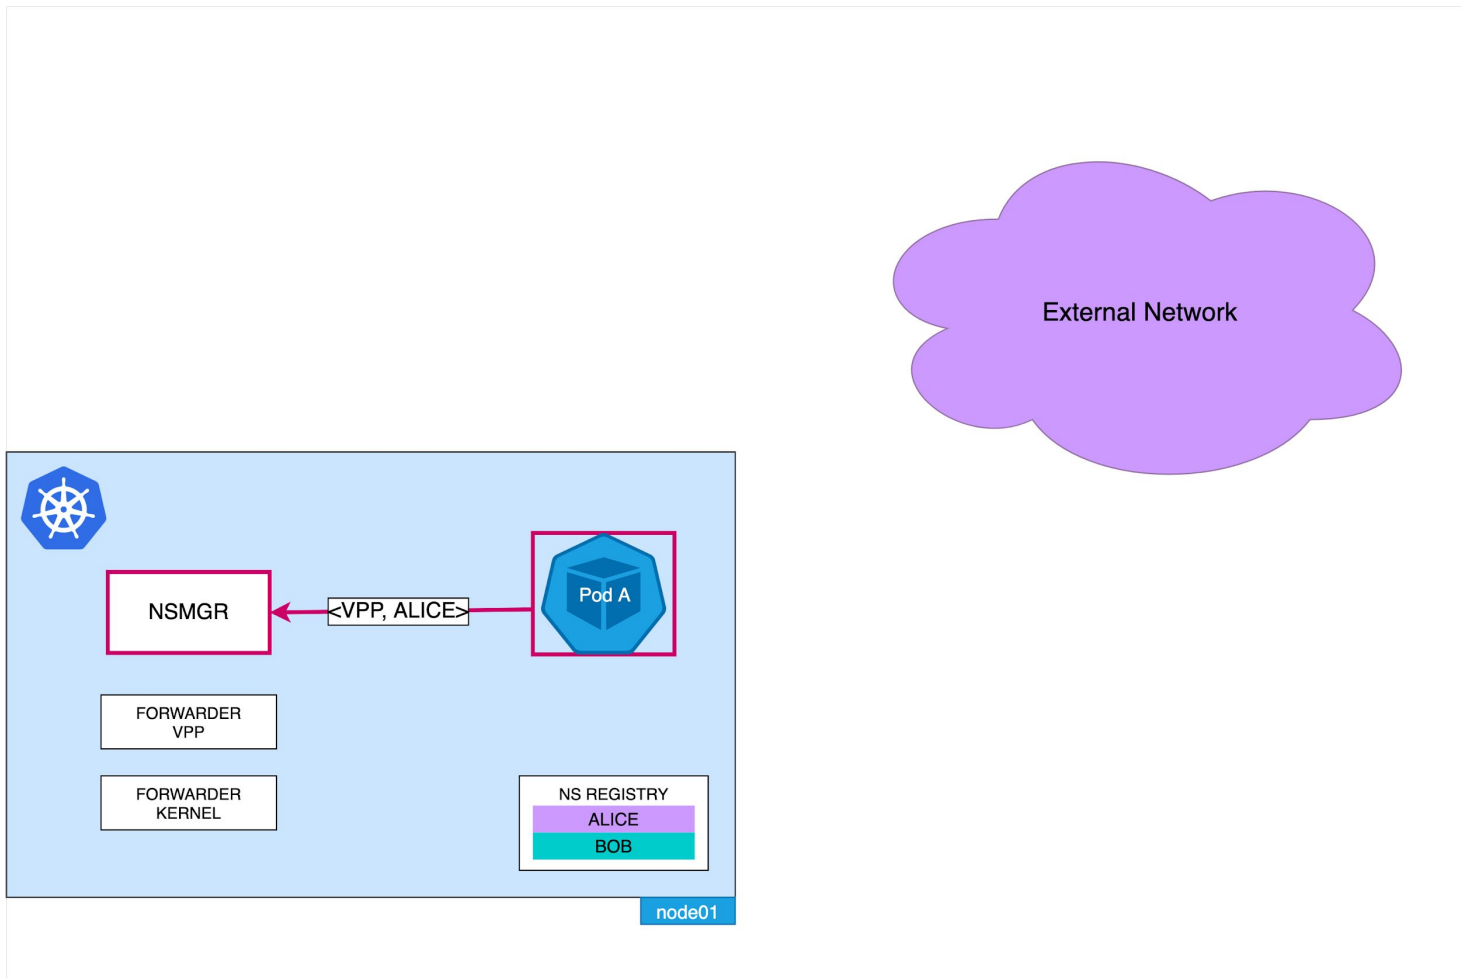 External Network
NSMGR
<VPP, ALICE>
Pod A
FORWARDER
VPP
FORWARDER
KERNEL
NS REGISTRY
ALICE
BOB
node01